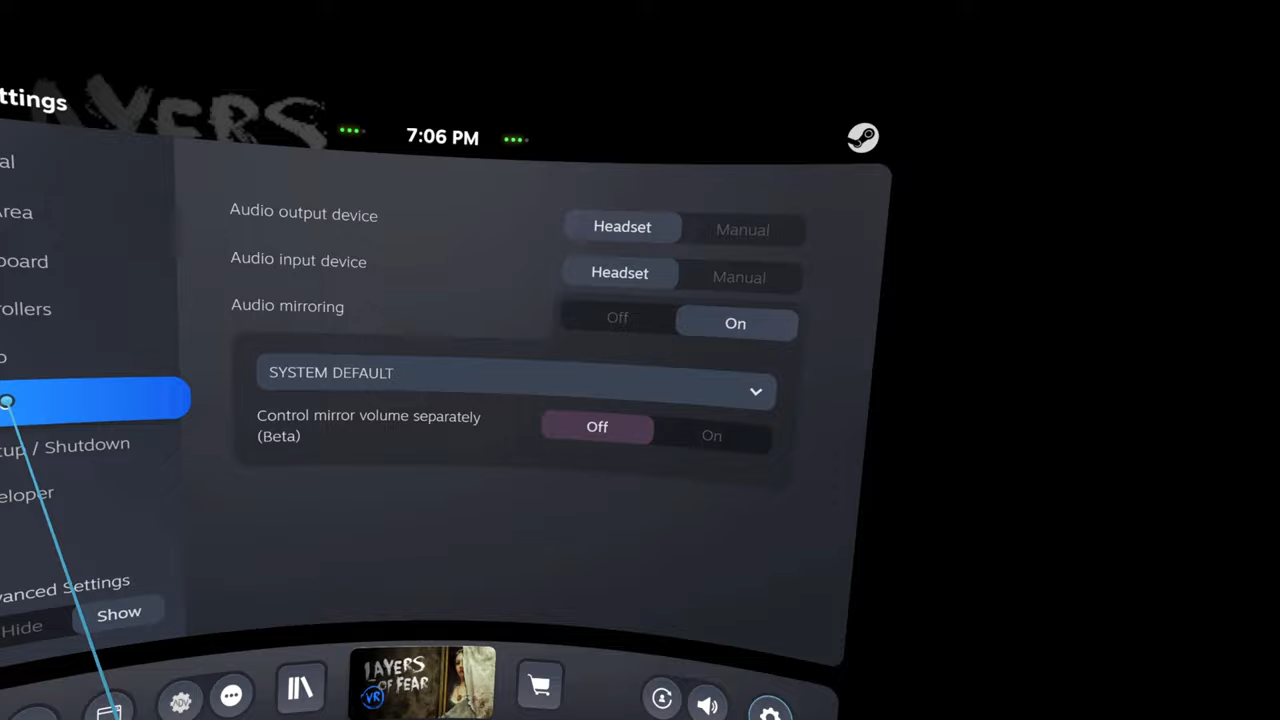 ttings
LAYERS
7:06 PM
al
Area
board
rollers
o
tup / Shutdown
eloper
vanced Settings
Hide
Show
Audio output device
Headset
Manual
Audio input device
Headset
Manual
Audio mirroring
Off
On
SYSTEM DEFAULT
Control mirror volume separately
(Beta)
Off
On
ADV
LAYERS
OF FEAR
VR